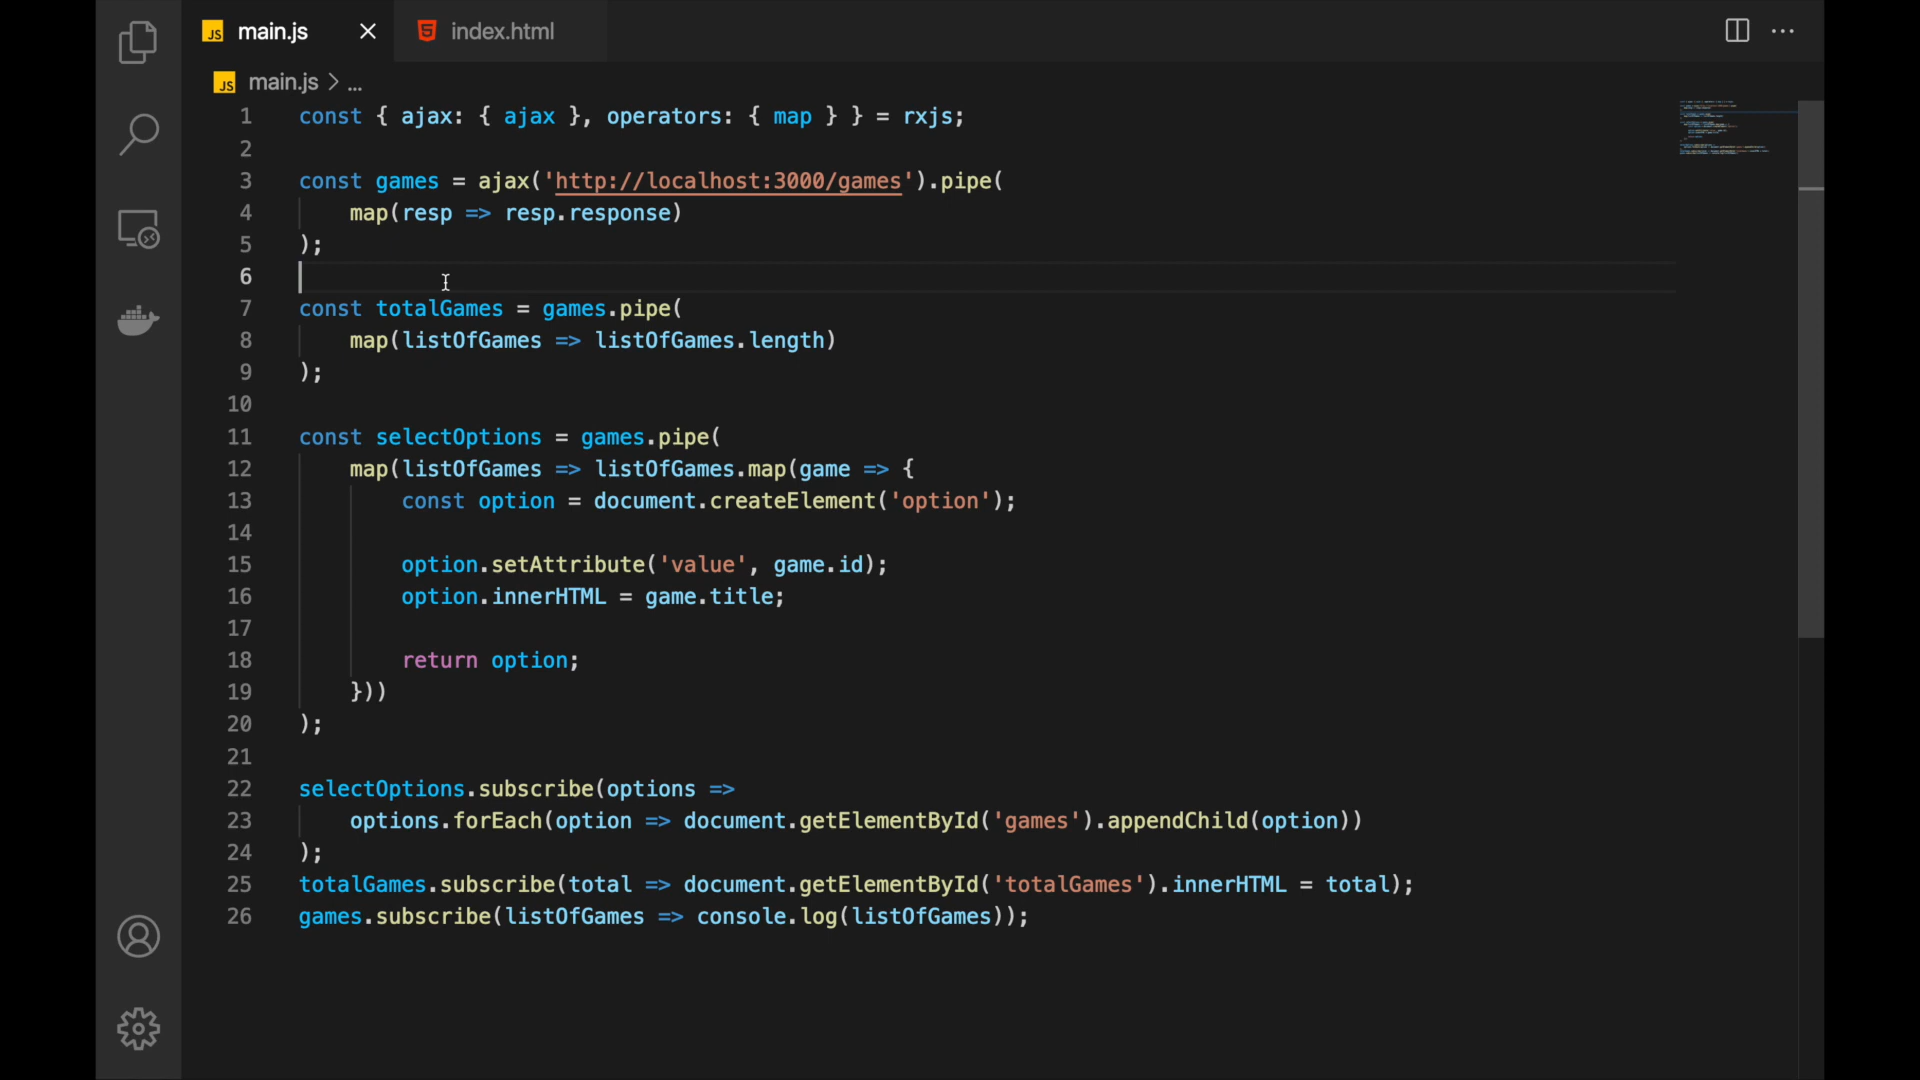 JS main.js × index.html
JS main.js > ...
1 const { ajax: { ajax }, operators: { map } } = rxjs;
2
3 const games = ajax('http://localhost:3000/games').pipe(
4     map(resp => resp.response)
5 );
6
7 const totalGames = games.pipe(
8     map(listOfGames => listOfGames.length)
9 );
10
11 const selectOptions = games.pipe(
12     map(listOfGames => listOfGames.map(game => {
13         const option = document.createElement('option');
14
15         option.setAttribute('value', game.id);
16         option.innerHTML = game.title;
17
18         return option;
19     }))
20 );
21
22 selectOptions.subscribe(options =>
23     options.forEach(option => document.getElementById('games').appendChild(option))
24 );
25 totalGames.subscribe(total => document.getElementById('totalGames').innerHTML = total);
26 games.subscribe(listOfGames => console.log(listOfGames));